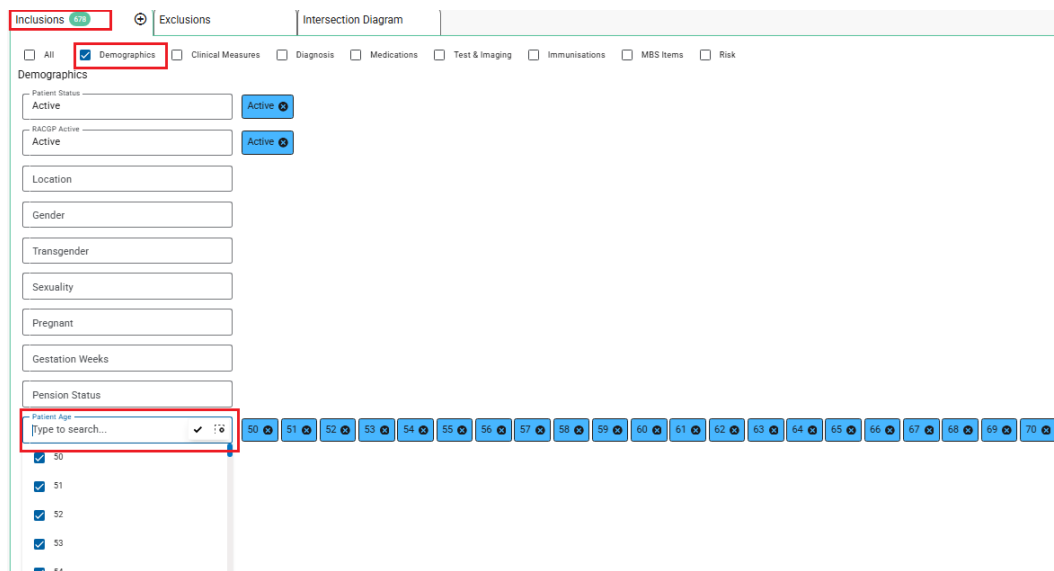 Inclusions 678 Exclusions Intersection Diagram
All Demographics Clinical Measures Diagnosis Medications Test & Imaging Immunisations MBS Items Risk
Demographics
Patient Status
Active Active
RACGP Active
Active Active
Location
Gender
Transgender
Sexuality
Pregnant
Gestation Weeks
Pension Status
Patient Age
Type to search... 50 51 52 53 54 55 56 57 58 59 60 61 62 63 64 65 66 67 68 69 70
50
51
52
53
54